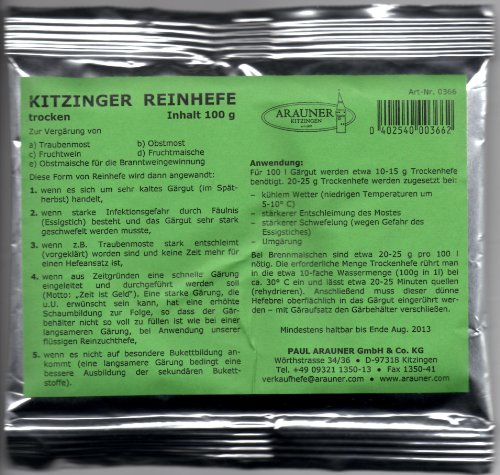 KITZINGER REINHEFE
trocken Inhalt 100 g
Zur Vergärung von
a) Traubenmost b) Obstmost
c) Fruchtwein d) Fruchtmaische
e) Obstmaische für die Branntweingewinnung
Diese Form von Reinhefe wird dann angewandt:
1. wenn es sich um sehr kaltes Gärgut (im Spät-
herbst) handelt,
2. wenn starke Infektionsgefahr durch Fäulnis
(Essigstich) besteht und das Gärgut sehr stark
geschwefelt werden musste,
3. wenn z.B. Traubenmoste stark entschleimt
(vorgeklärt) worden sind und keine Zeit mehr für
einen Hefeansatz ist,
4. wenn aus Zeitgründen eine schnelle Gärung
eingeleitet und durchgeführt werden soll
(Motto: „Zeit ist Geld“). Eine starke Gärung, die
u.U. erwünscht sein kann, hat eine erhöhte
Schaumbildung zur Folge, so dass der Gär-
behälter nicht so voll zu füllen ist wie bei einer
langsameren Gärung, bei Anwendung unserer
flüssigen Reinzuchthefe,
5. wenn es nicht auf besondere Bukettbildung an-
kommt (eine langsamere Gärung bedingt eine
bessere Ausbildung der sekundären Bukett-
stoffe).
ARAUNER
KITZINGEN
Art-Nr. 0366
0 402540 003662
Anwendung:
Für 100 l Gärgut werden etwa 10-15 g Trockenhefe
benötigt. 20-25 g Trockenhefe werden zugesetzt bei:
– kühlem Wetter (niedrigen Temperaturen um
5-10° C)
– stärkerer Entschleimung des Mostes
– stärkerer Schwefelung (wegen Gefahr des
Essigstiches)
– Umgärung
Bei Brennmaischen sind etwa 20-25 g pro 100 l
nötig. Die erforderliche Menge Trockenhefe rührt man
in die etwa 10-fache Wassermenge (100g in 1l) bei
ca. 30° C ein und lässt etwa 20-25 Minuten quellen
(rehydrieren). Anschließend muss dieser dünne
Hefebrei oberflächlich in das Gärgut eingerührt wer-
den – mit Gäraufsatz den Gärbehälter verschließen.
Mindestens haltbar bis Ende Aug. 2013
PAUL ARAUNER GmbH & Co. KG
Wörthstrasse 34/36 • D-97318 Kitzingen
Tel. +49 09321 1350-13 • Fax 1350-41
verkaufhefe@arauner.com • www.arauner.com